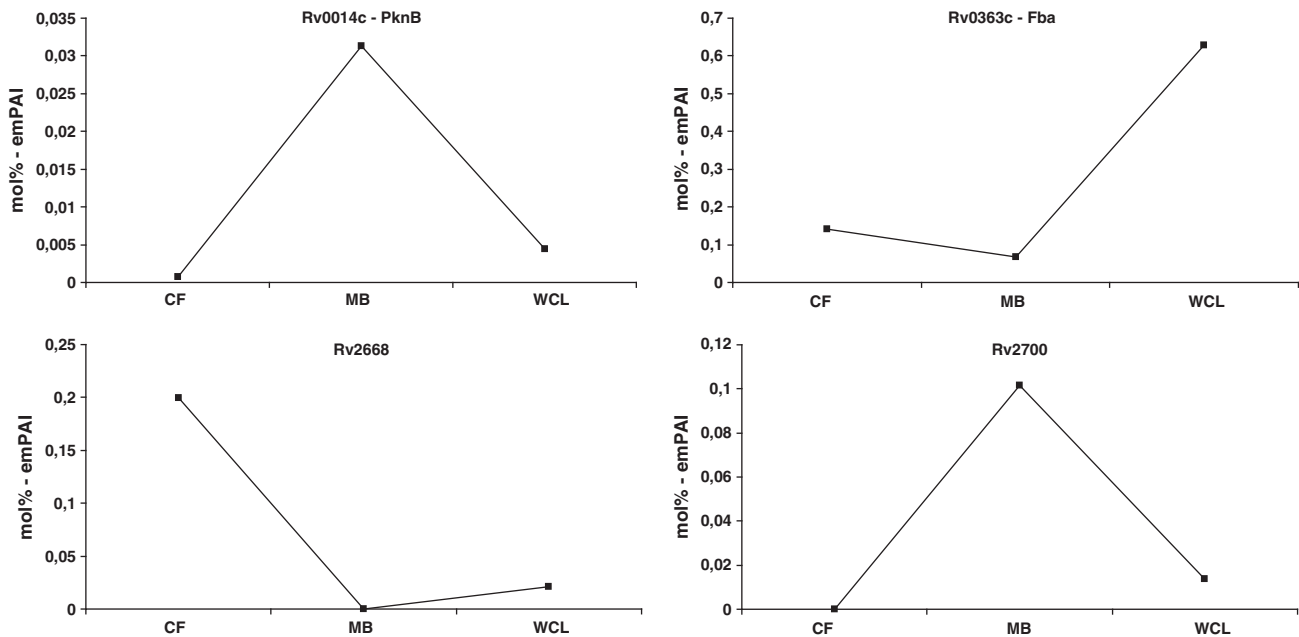 Rv0014c - PknB
mol% - emPAI
0,035
0,03
0,025
0,02
0,015
0,01
0,005
0
CF MB WCL
Rv0363c - Fba
mol% - emPAI
0,7
0,6
0,5
0,4
0,3
0,2
0,1
0
CF MB WCL
Rv2668
mol% - emPAI
0,25
0,2
0,15
0,1
0,05
0
CF MB WCL
Rv2700
mol% - emPAI
0,12
0,1
0,08
0,06
0,04
0,02
0
CF MB WCL